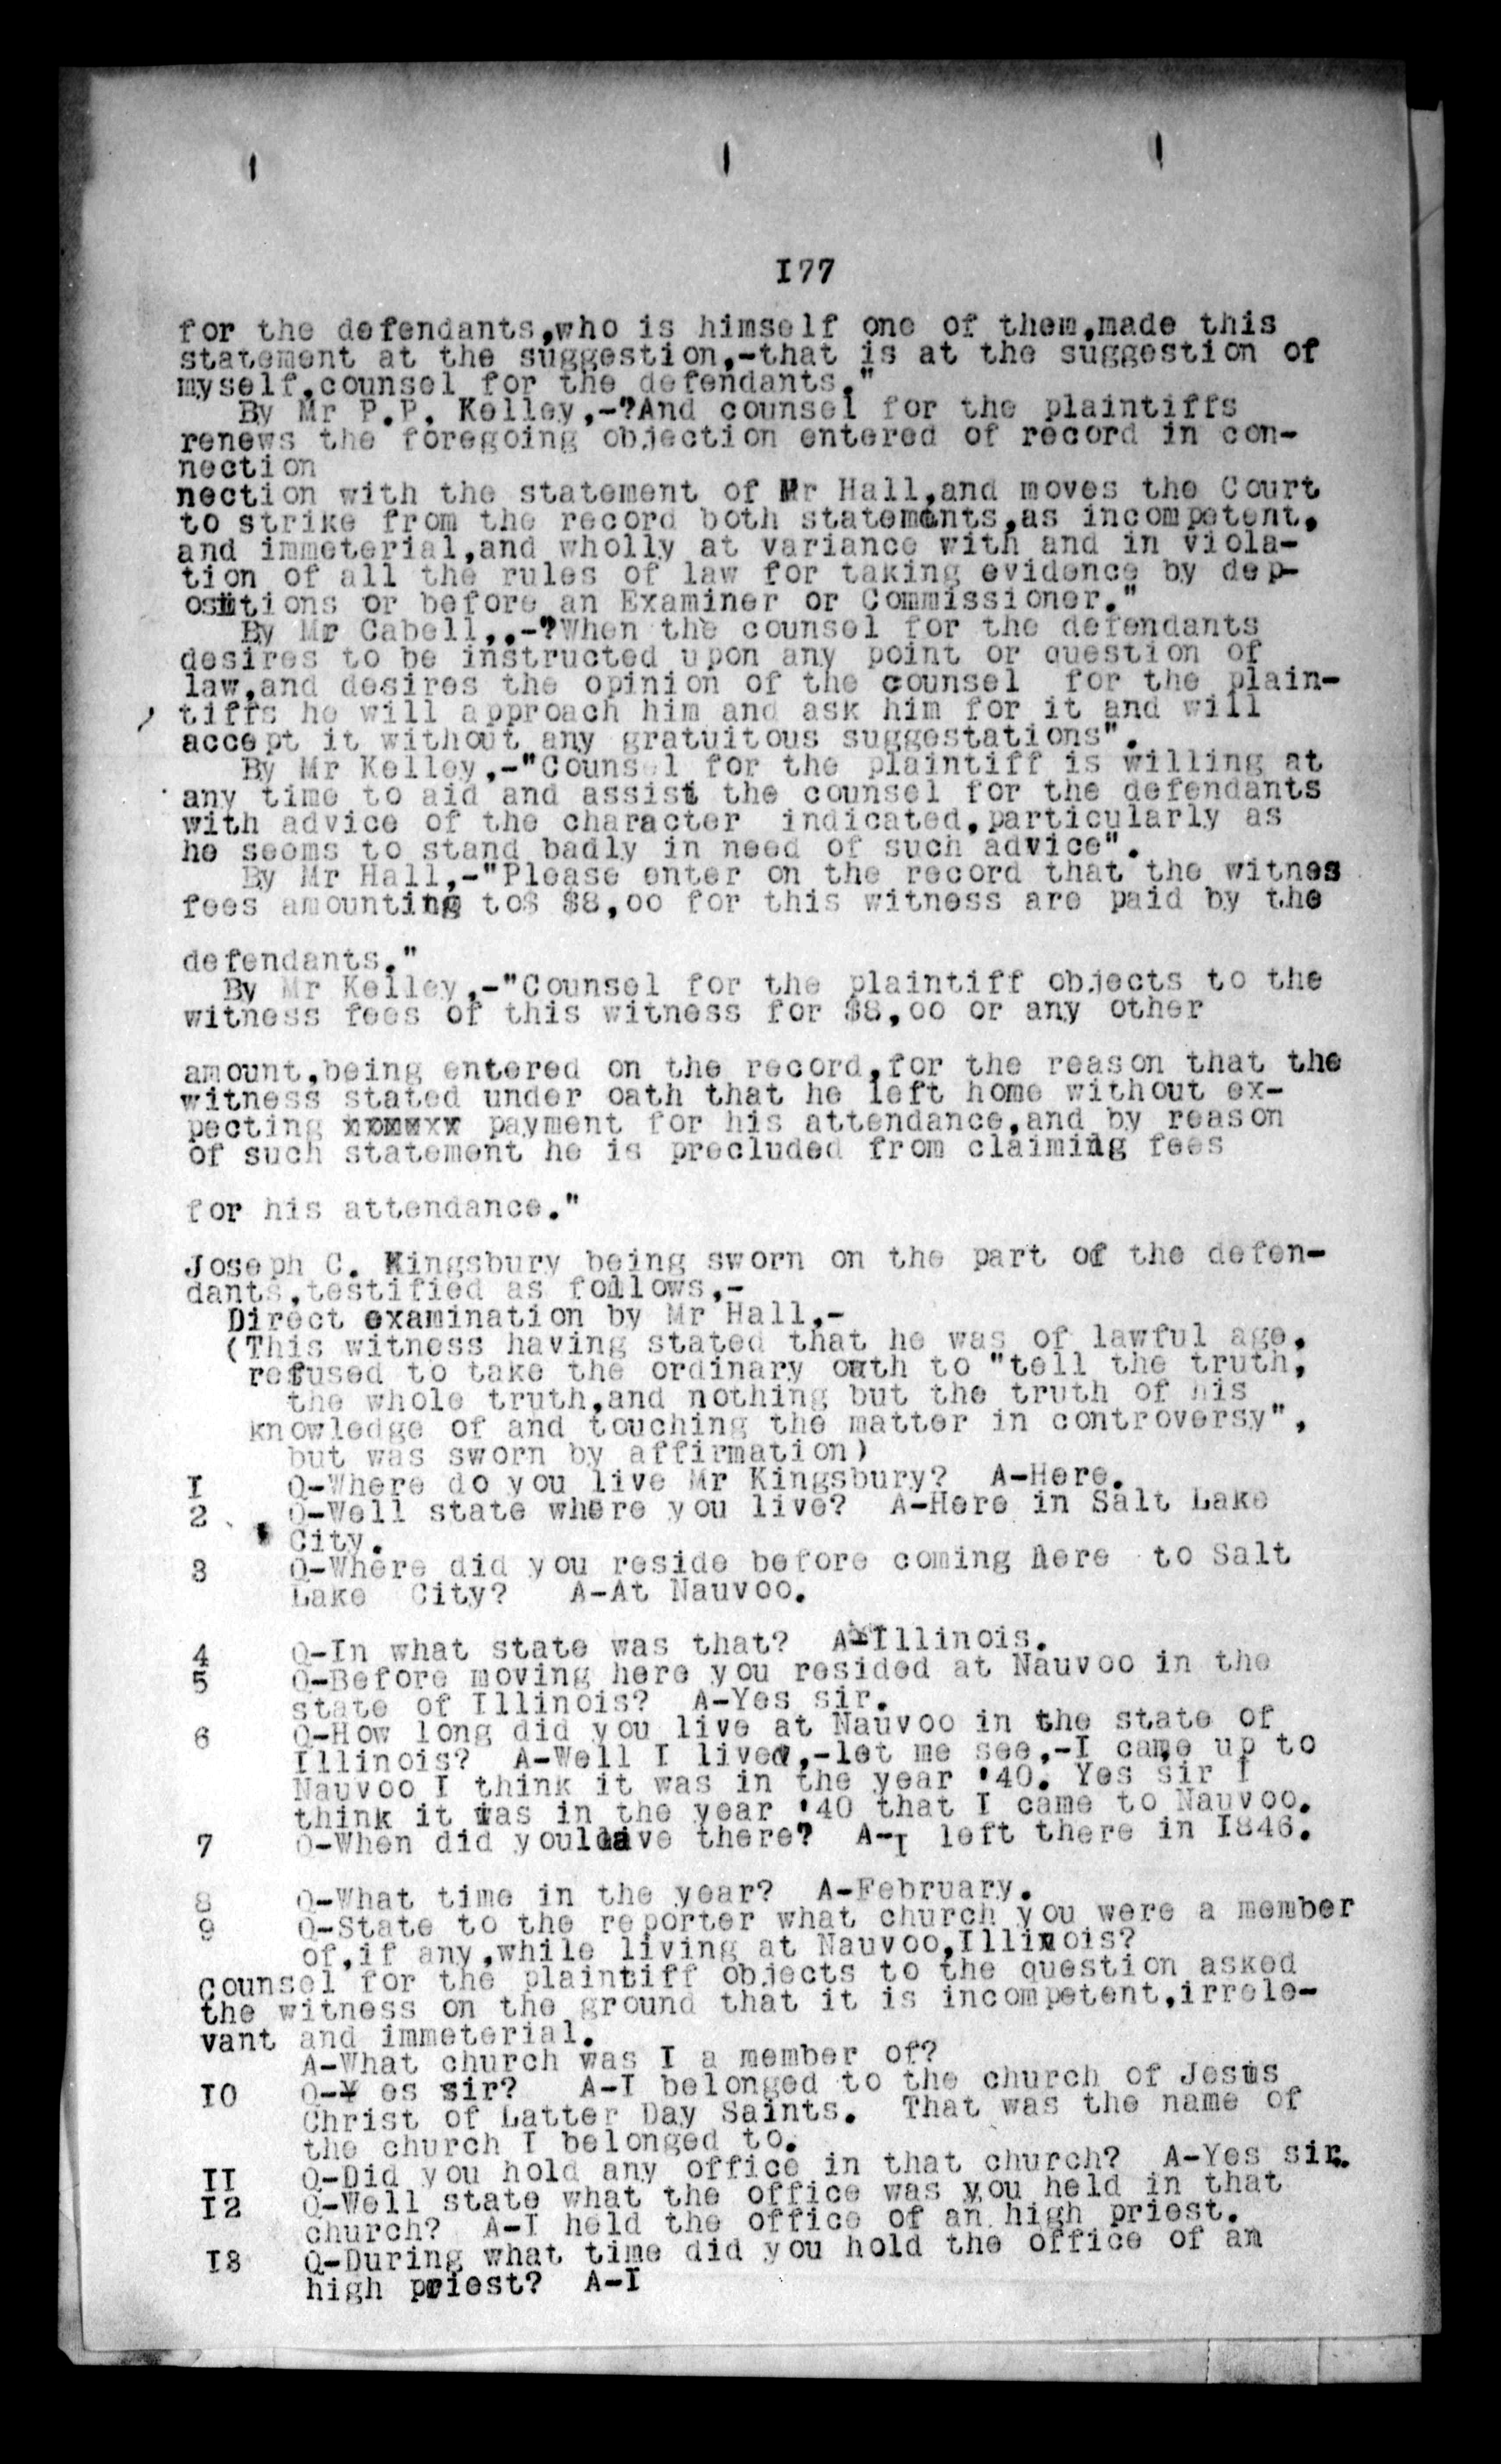 I77
for the defendants,who is himself one of them,made this
statement at the suggestion,-that is at the suggestion of
myself,counsel for the defendants."
By Mr P.P. Kelley,-?And counsel for the plaintiffs
renews the foregoing objection entered of record in con-
nection
nection with the statement of Mr Hall,and moves the Court
to strike from the record both statements,as incompetent,
and immeterial,and wholly at variance with and in viola-
tion of all the rules of law for taking evidence by dep-
ositions or before an Examiner or Commissioner."
By Mr Cabell,.-?When the counsel for the defendants
desires to be instructed upon any point or question of
law,and desires the opinion of the counsel for the plain-
tiffs he will approach him and ask him for it and will
accept it without any gratuitous suggestations".
By Mr Kelley,-"Counsel for the plaintiff is willing at
any time to aid and assist the counsel for the defendants
with advice of the character indicated,particularly as
he seems to stand badly in need of such advice".
By Mr Hall,-"Please enter on the record that the witnes
fees amounting to$ $8,oo for this witness are paid by the
defendants."
By Mr Kelley,-"Counsel for the plaintiff objects to the
witness fees of this witness for $8,oo or any other
amount,being entered on the record,for the reason that the
witness stated under oath that he left home without ex-
pecting xxxxxx payment for his attendance,and by reason
of such statement he is precluded from claiming fees
for his attendance."
Joseph C. Kingsbury being sworn on the part of the defen-
dants,testified as follows,-
Direct examination by Mr Hall,-
(This witness having stated that he was of lawful age,
refused to take the ordinary oath to "tell the truth,
the whole truth,and nothing but the truth of his
knowledge of and touching the matter in controversy",
but was sworn by affirmation)
I Q-Where do you live Mr Kingsbury? A-Here.
2 Q-Well state where you live? A-Here in Salt Lake
City.
3 Q-Where did you reside before coming here to Salt
Lake City? A-At Nauvoo.
4 Q-In what state was that? A-Illinois.
5 Q-Before moving here you resided at Nauvoo in the
state of Illinois? A-Yes sir.
6 Q-How long did you live at Nauvoo in the state of
Illinois? A-Well I lived,-let me see,-I came up to
Nauvoo I think it was in the year '40. Yes sir I
think it was in the year '40 that I came to Nauvoo.
7 Q-When did youleave there? A-I left there in I846.
8 Q-What time in the year? A-February.
9 Q-State to the reporter what church you were a member
of,if any,while living at Nauvoo,Illinois?
Counsel for the plaintiff objects to the question asked
the witness on the ground that it is incompetent,irrele-
vant and immeterial.
A-What church was I a member of?
IO Q-Y es sir? A-I belonged to the church of Jesus
Christ of Latter Day Saints. That was the name of
the church I belonged to.
II Q-Did you hold any office in that church? A-Yes sir.
I2 Q-Well state what the office was you held in that
church? A-I held the office of an high priest.
I3 Q-During what time did you hold the office of an
high priest? A-I